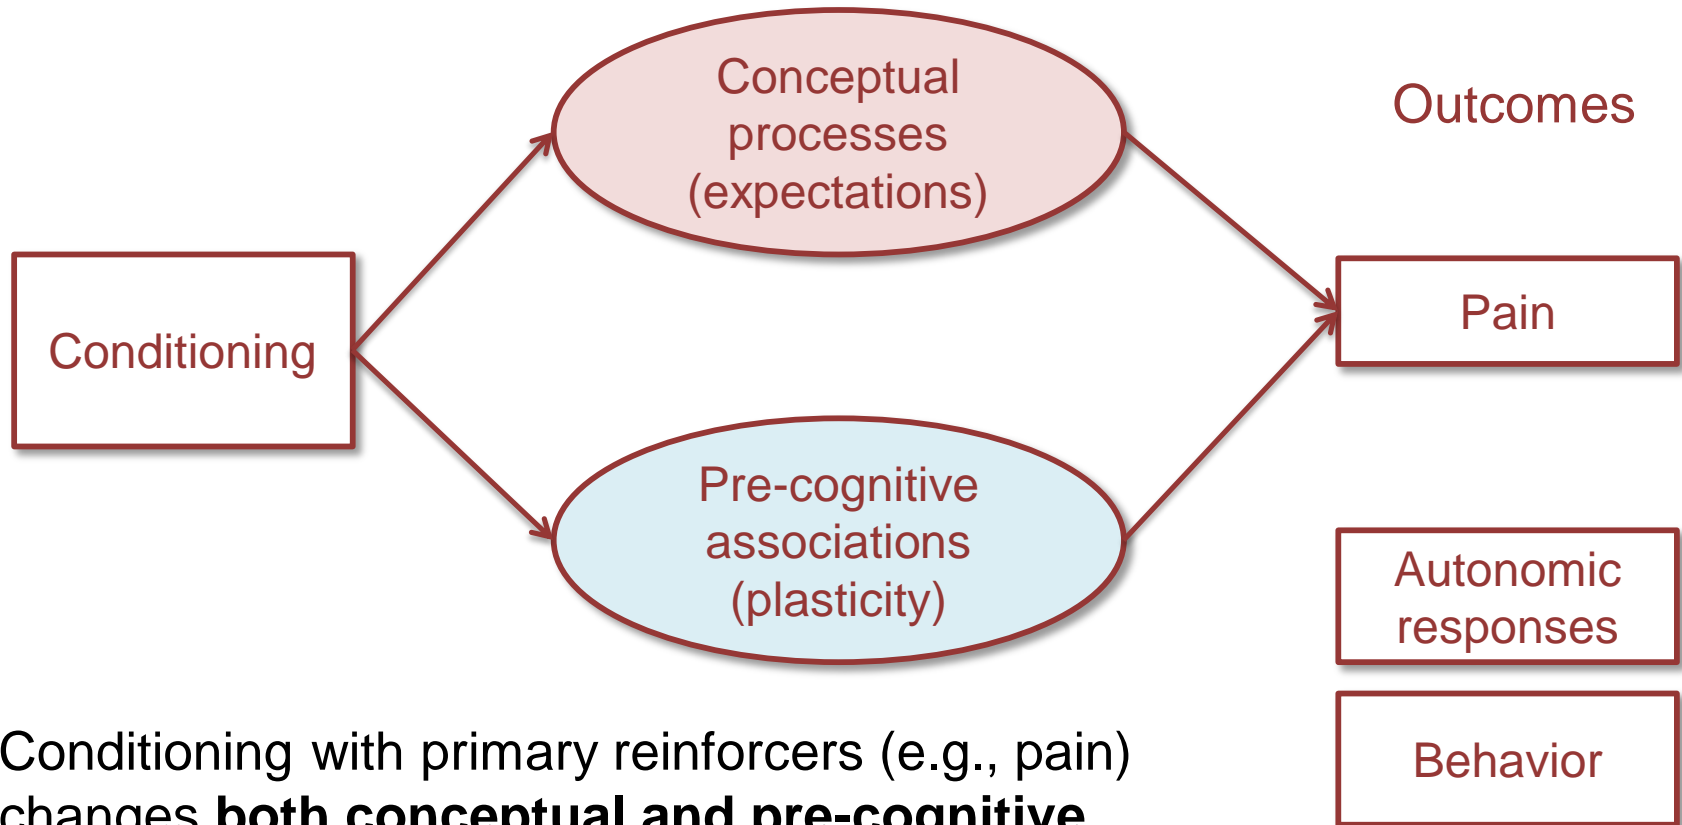 Conceptual
processes
(expectations)
Outcomes
Conditioning
Pain
Pre-cognitive
associations
(plasticity)
Autonomic
responses
Behavior
Conditioning with primary reinforcers (e.g., pain)
changes both conceptual and pre-cognitive